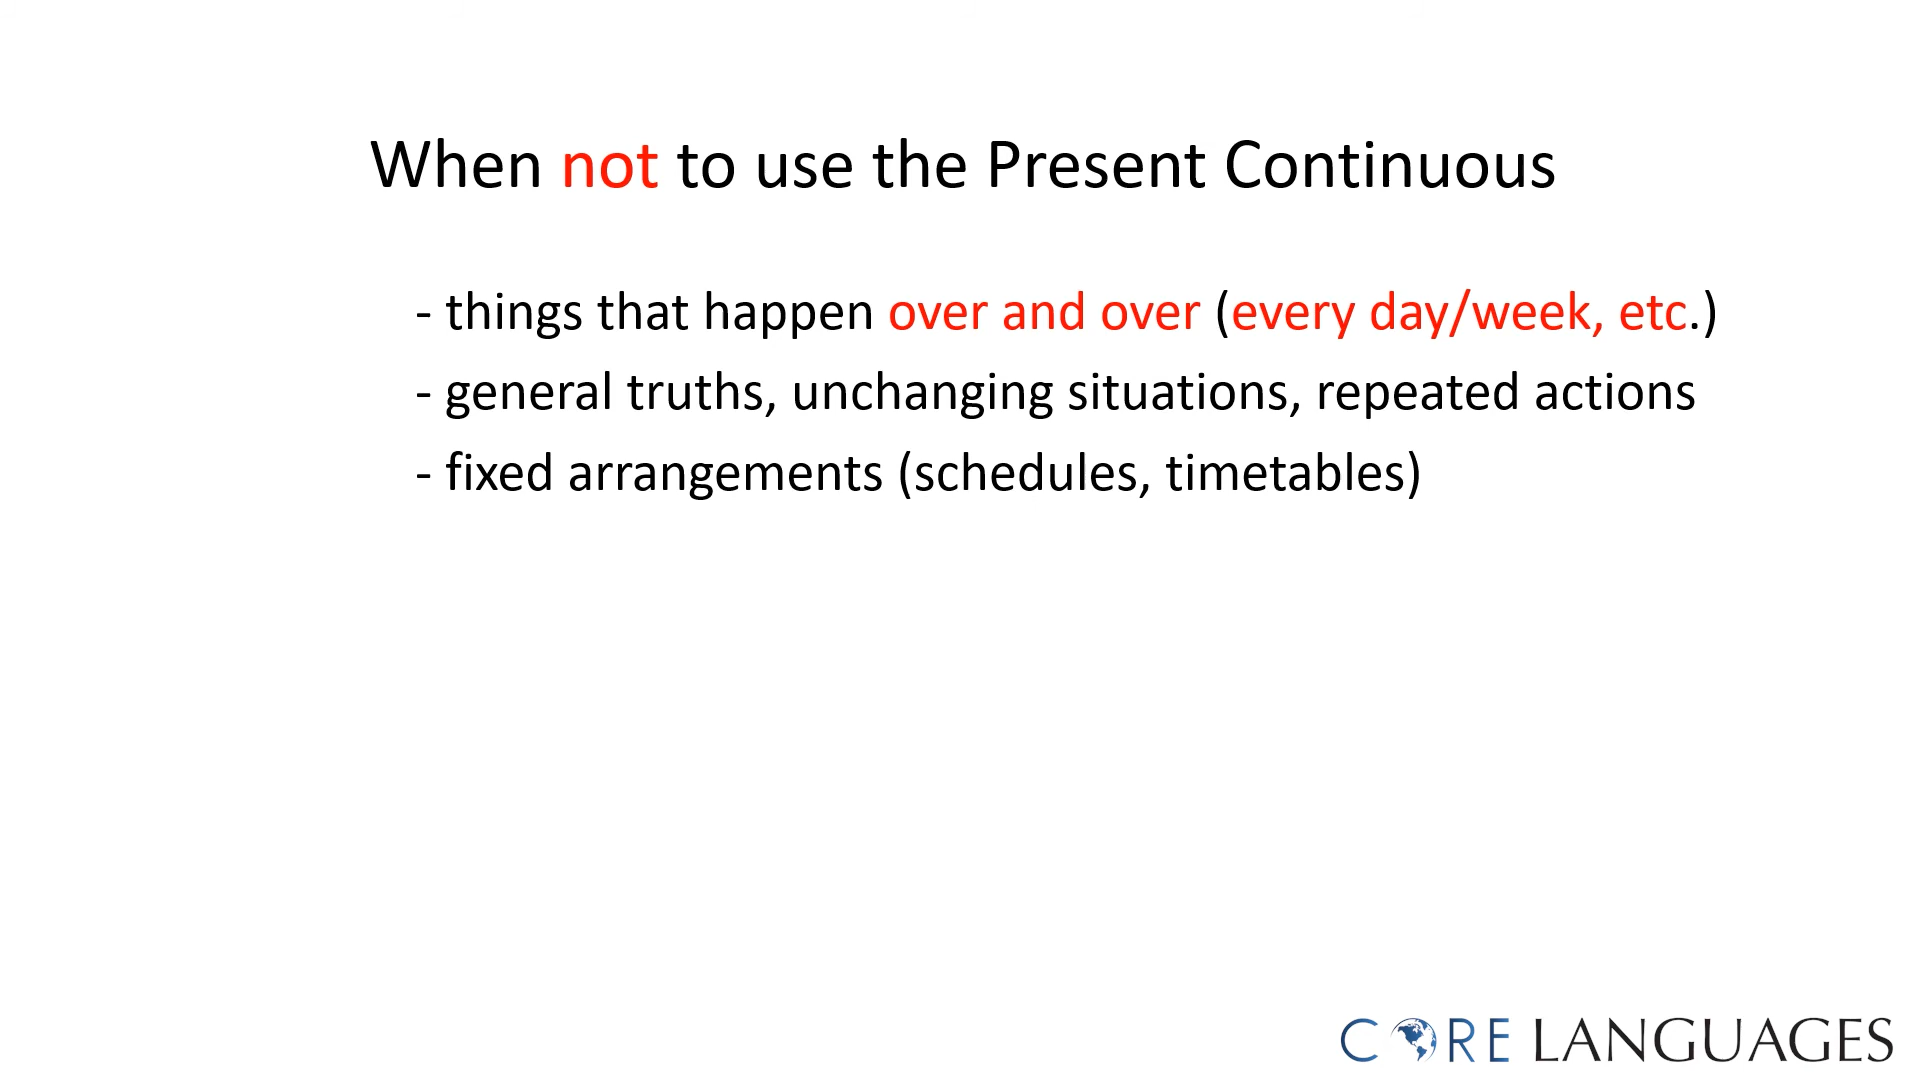 When not to use the Present Continuous
- things that happen over and over (every day/week, etc.)
- general truths, unchanging situations, repeated actions
- fixed arrangements (schedules, timetables)
CORE LANGUAGES